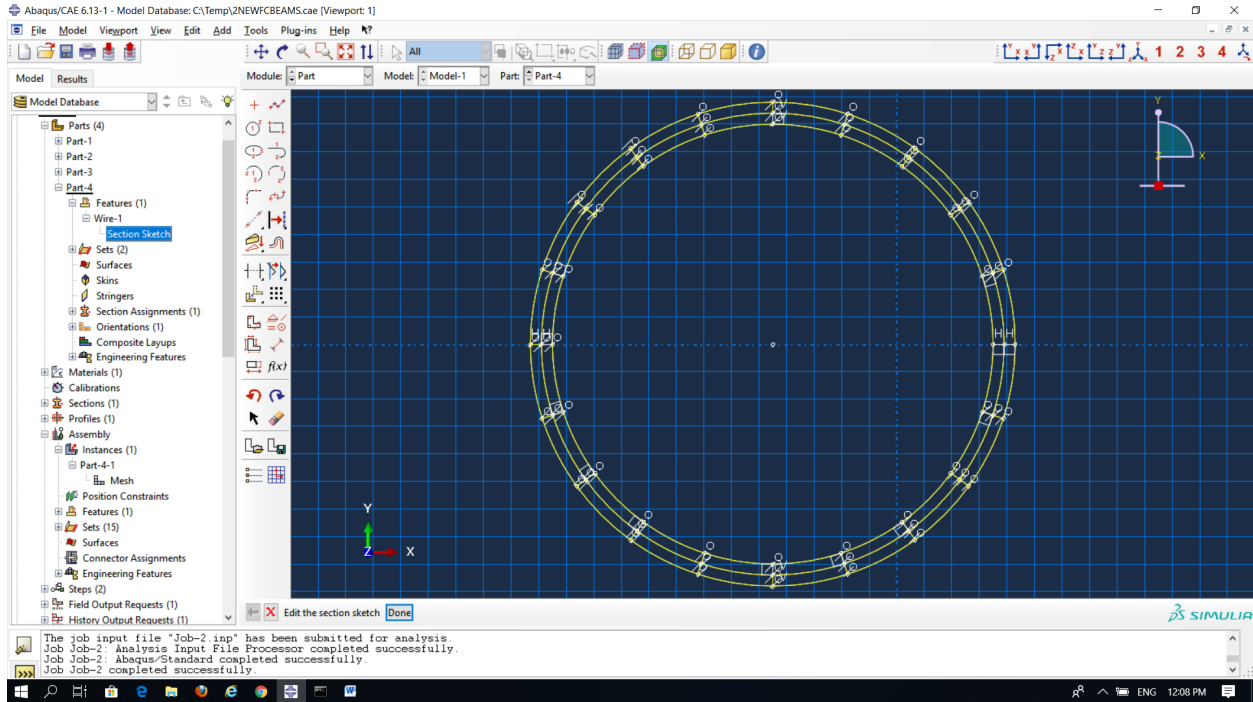 Abaqus/CAE 6.13-1 - Model Database: C:\Temp\2NEWFCBEAMS.cae [Viewport: 1]
File Model Viewport View Edit Add Tools Plug-ins Help
All
1 2 3 4
Model Results
Module: Part Model: Model-1 Part: Part-4
Model Database
Parts (4)
Part-1
Part-2
Part-3
Part-4
Features (1)
Wire-1
Section Sketch
Sets (2)
Surfaces
Skins
Stringers
Section Assignments (1)
Orientations (1)
Composite Layups
Engineering Features
Materials (1)
Calibrations
Sections (1)
Profiles (1)
Assembly
Instances (1)
Part-4-1
Mesh
Position Constraints
Features (1)
Sets (15)
Surfaces
Connector Assignments
Engineering Features
Steps (2)
Field Output Requests (1)
History Output Requests (1)
f(x)
Y
Z
X
H H
H H
Y
Z X
Edit the section sketch Done
SIMULIA
The job input file "Job-2.inp" has been submitted for analysis.
Job Job-2: Analysis Input File Processor completed successfully.
Job Job-2: Abaqus/Standard completed successfully.
Job Job-2 completed successfully.
>>>
ENG 12:08 PM